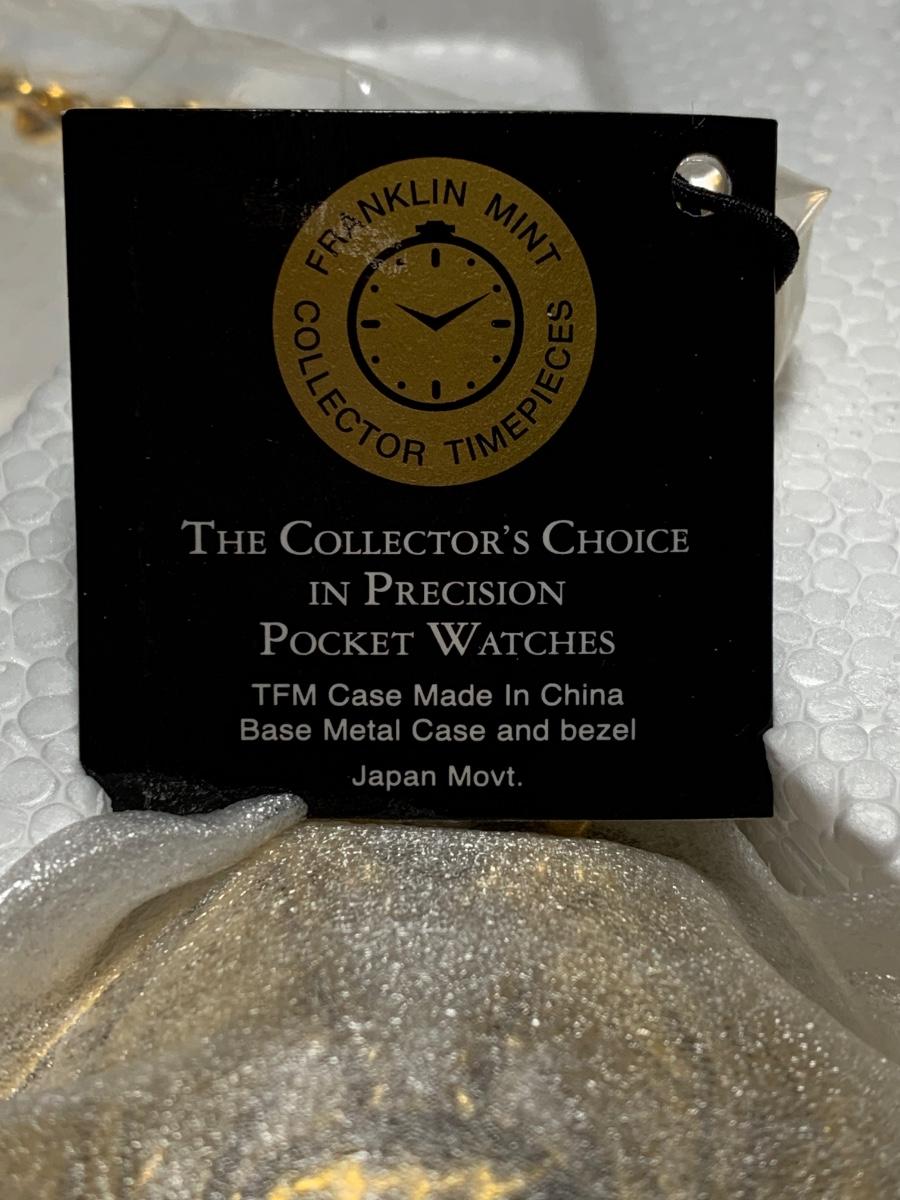 FRANKLIN MINT
COLLECTOR TIMEPIECES
THE COLLECTOR'S CHOICE
IN PRECISION
POCKET WATCHES
TFM Case Made In China
Base Metal Case and bezel
Japan Movt.